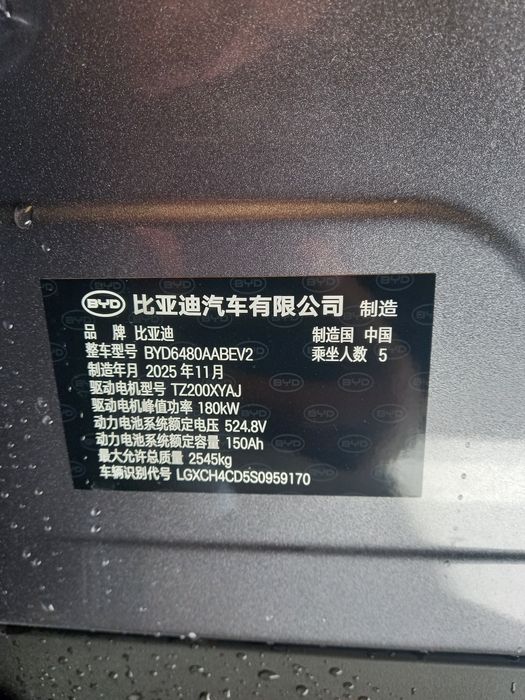 BYD 比亚迪汽车有限公司 制造
品 牌 比亚迪 制造国 中国
整车型号 BYD6480AABEV2 乘坐人数 5
制造年月 2025 年 11 月
驱动电机型号 TZ200XYAJ
驱动电机峰值功率 180kW
动力电池系统额定电压 524.8V
动力电池系统额定容量 150Ah
最大允许总质量 2545kg
车辆识别代号 LGXCH4CD5S0959170